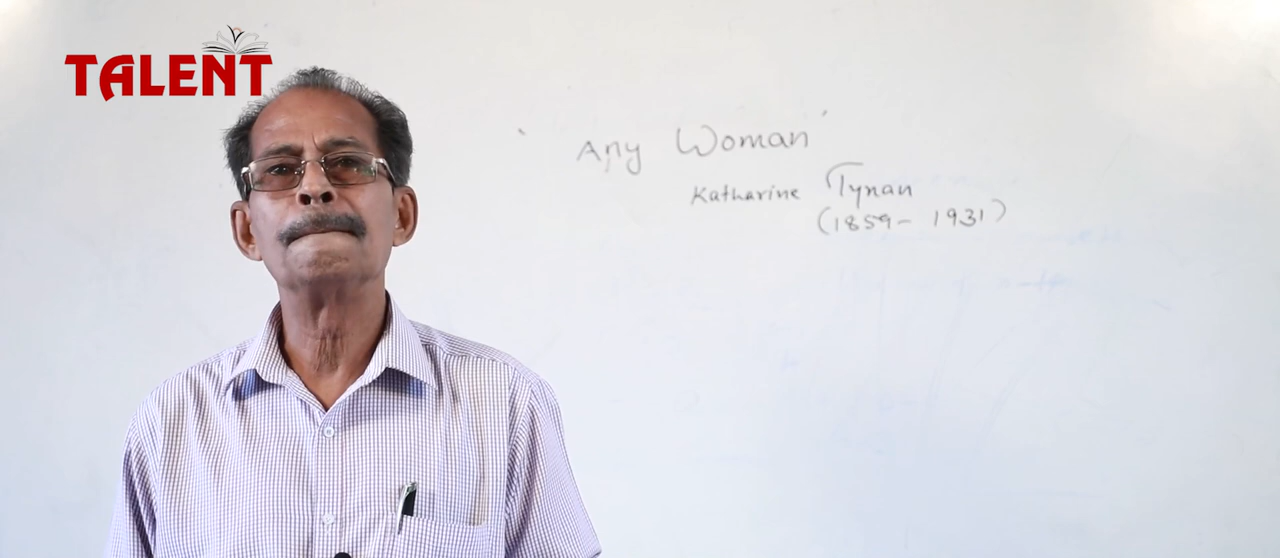 TALENT
' Any Woman '
Katharine Tynan
(1859 - 1931)